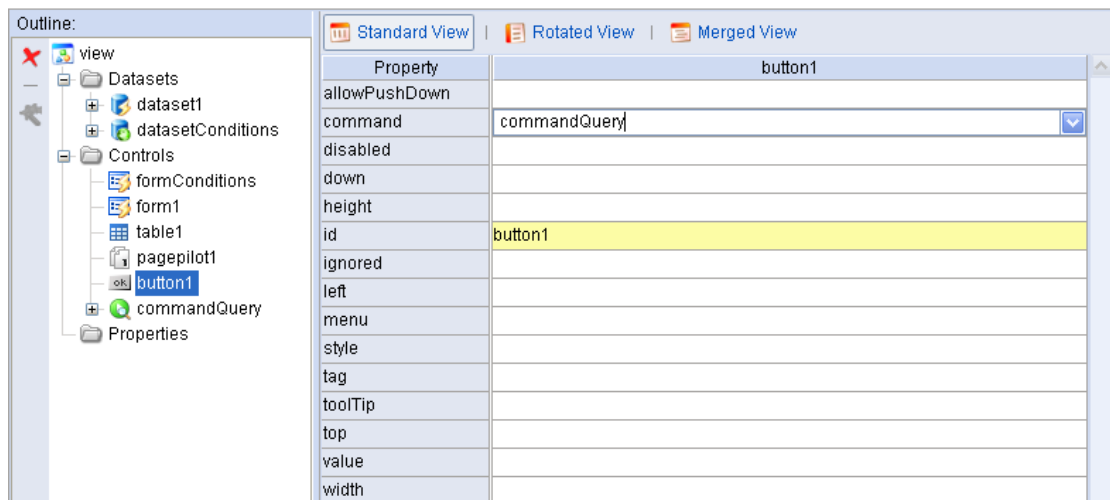 Outline:
view
Datasets
dataset1
datasetConditions
Controls
formConditions
form1
table1
pagepilot1
ok button1
commandQuery
Properties
Standard View | Rotated View | Merged View
Property button1
allowPushDown
command commandQuery
disabled
down
height
id button1
ignored
left
menu
style
tag
toolTip
top
value
width